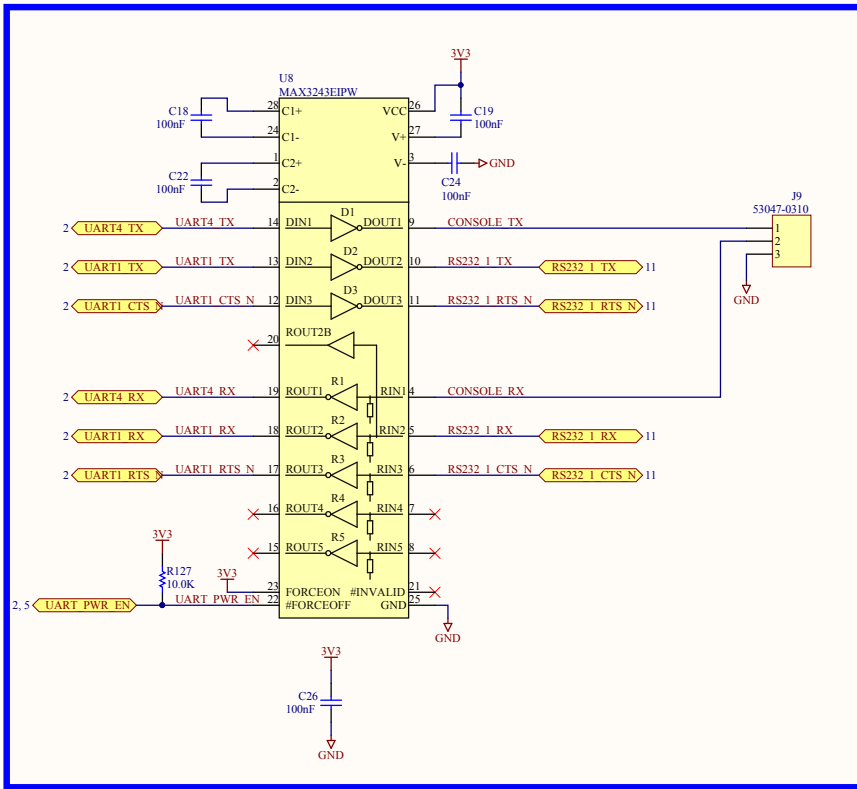 3V3
U8
MAX3243EIPW
C18
100nF
28 C1+
VCC 26
C19
100nF
24 C1-
V+ 27
C22
100nF
1 C2+
V- 3
GND
2 C2-
C24
100nF
J9
53047-0310
2 UART4_TX UART4_TX 14 DIN1 D1 DOUT1 9 CONSOLE_TX 1
2
3
2 UART1_TX UART1_TX 13 DIN2 D2 DOUT2 10 RS232_1_TX RS232_1_TX 11
2 UART1_CTS_N UART1_CTS_N 12 DIN3 D3 DOUT3 11 RS232_1_RTS_N RS232_1_RTS_N 11
GND
20 ROUT2B
2 UART4_RX UART4_RX 19 ROUT1 R1 RIN1 4 CONSOLE_RX
2 UART1_RX UART1_RX 18 ROUT2 R2 RIN2 5 RS232_1_RX RS232_1_RX 11
2 UART1_RTS_N UART1_RTS_N 17 ROUT3 R3 RIN3 6 RS232_1_CTS_N RS232_1_CTS_N 11
16 ROUT4 R4 RIN4 7
15 ROUT5 R5 RIN5 8
3V3
R127
10.0K
3V3
23 FORCEON #INVALID 21
2, 5 UART_PWR_EN UART_PWR_EN 22 #FORCEOFF GND 25
GND
3V3
C26
100nF
GND